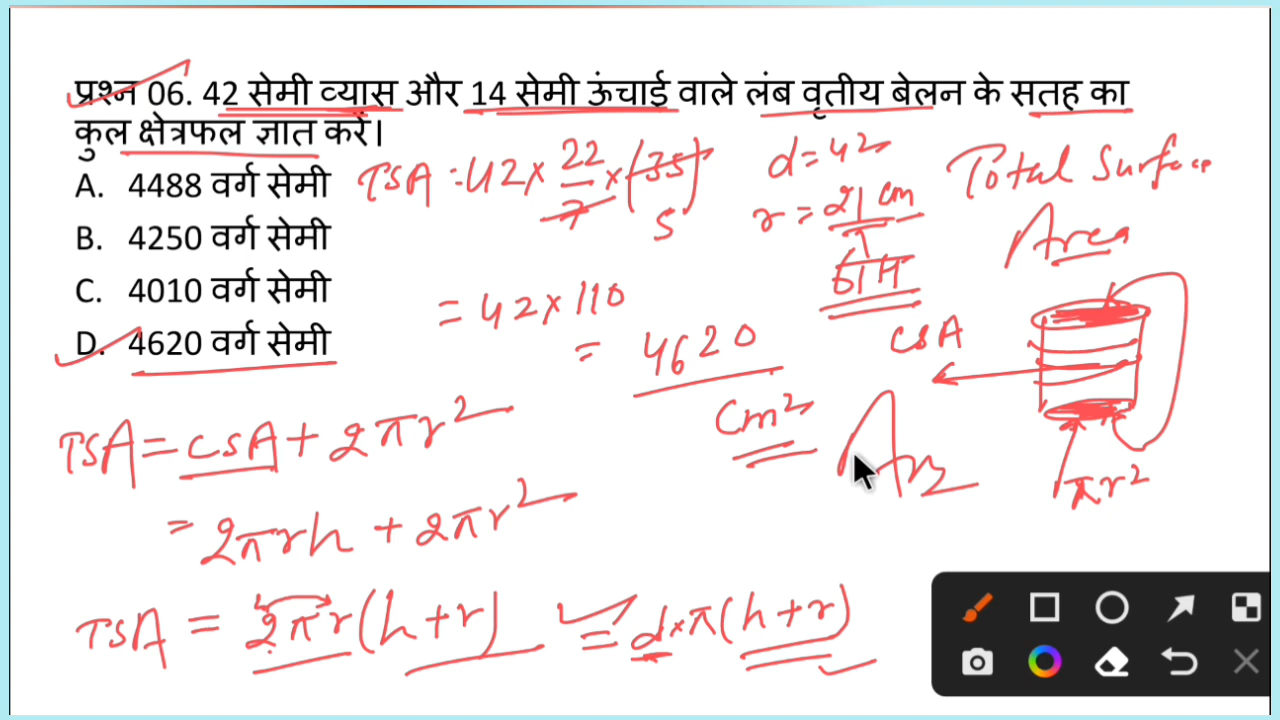 प्रश्न 06. 42 सेमी व्यास और 14 सेमी ऊंचाई वाले लंब वृतीय बेलन के सतह का
कुल क्षेत्रफल ज्ञात करें।
A. 4488 वर्ग सेमी
B. 4250 वर्ग सेमी
C. 4010 वर्ग सेमी
D. 4620 वर्ग सेमी
TSA = 42 × 22/7 × (35)
5
= 42 × 110
= 4620
cm²
d = 42
r = 21 cm
Total Surface
Area
CSA
πr²
TSA = CSA + 2πr²
= 2πrh + 2πr²
TSA = 2πr(h+r) = d×π(h+r)